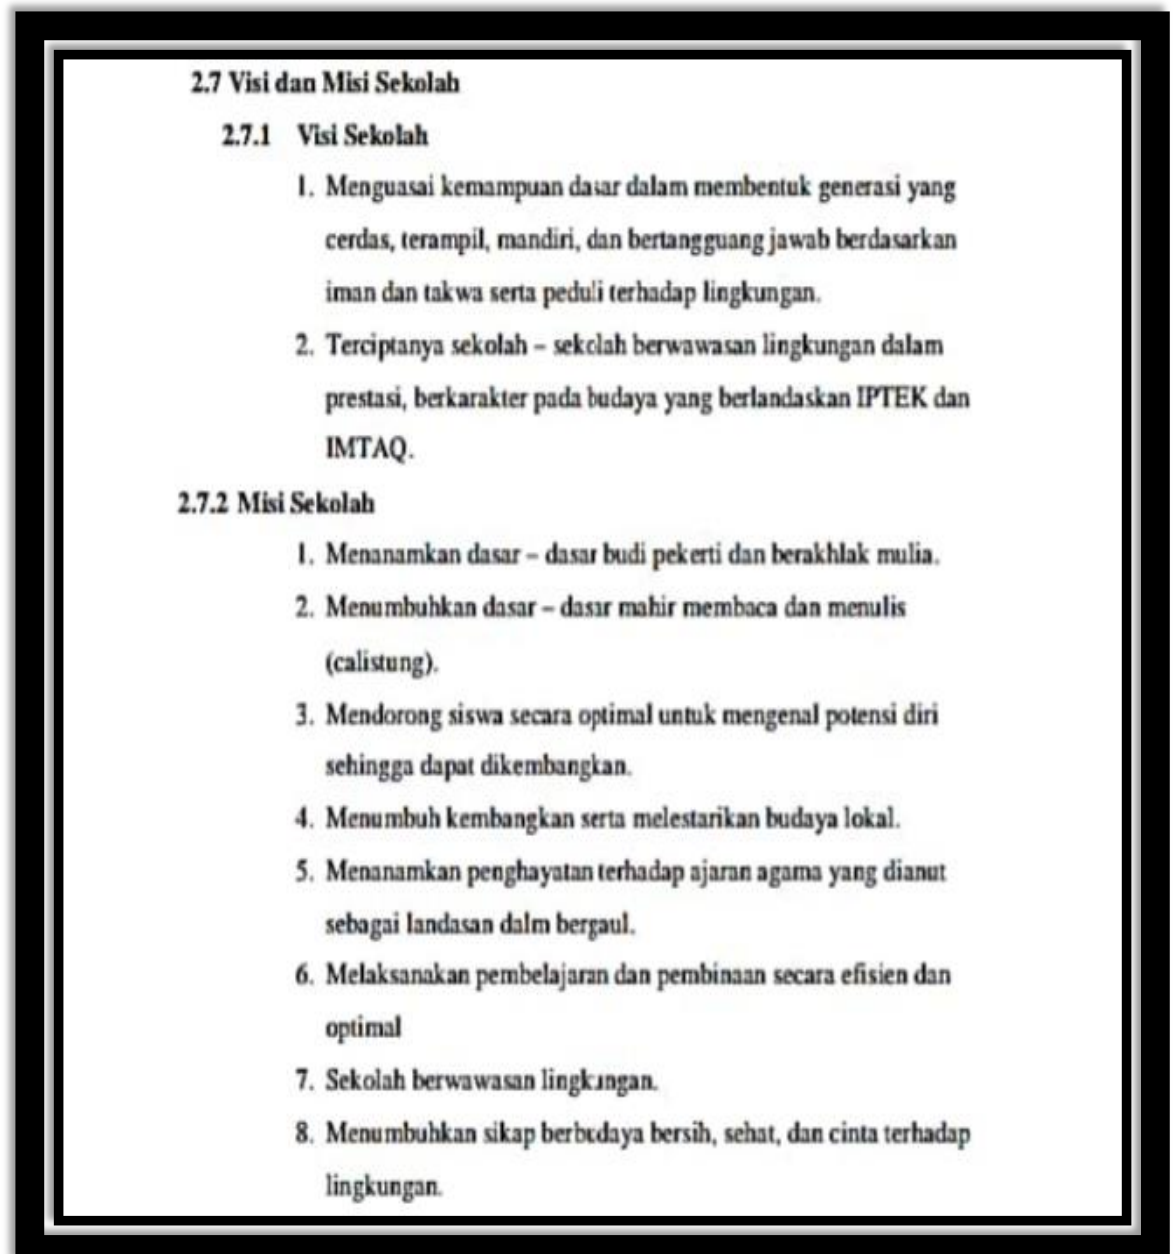 2.7 Visi dan Misi Sekolah
2.7.1 Visi Sekolah
1. Menguasai kemampuan dasar dalam membentuk generasi yang
cerdas, terampil, mandiri, dan bertangguang jawab berdasarkan
iman dan takwa serta peduli terhadap lingkungan.
2. Terciptanya sekolah – sekolah berwawasan lingkungan dalam
prestasi, berkarakter pada budaya yang berlandaskan IPTEK dan
IMTAQ.
2.7.2 Misi Sekolah
1. Menanamkan dasar – dasar budi pekerti dan berakhlak mulia.
2. Menumbuhkan dasar – dasar mahir membaca dan menulis
(calistung).
3. Mendorong siswa secara optimal untuk mengenal potensi diri
sehingga dapat dikembangkan.
4. Menumbuh kembangkan serta melestarikan budaya lokal.
5. Menanamkan penghayatan terhadap ajaran agama yang dianut
sebagai landasan dalm bergaul.
6. Melaksanakan pembelajaran dan pembinaan secara efisien dan
optimal
7. Sekolah berwawasan lingkungan.
8. Menumbuhkan sikap berbudaya bersih, sehat, dan cinta terhadap
lingkungan.